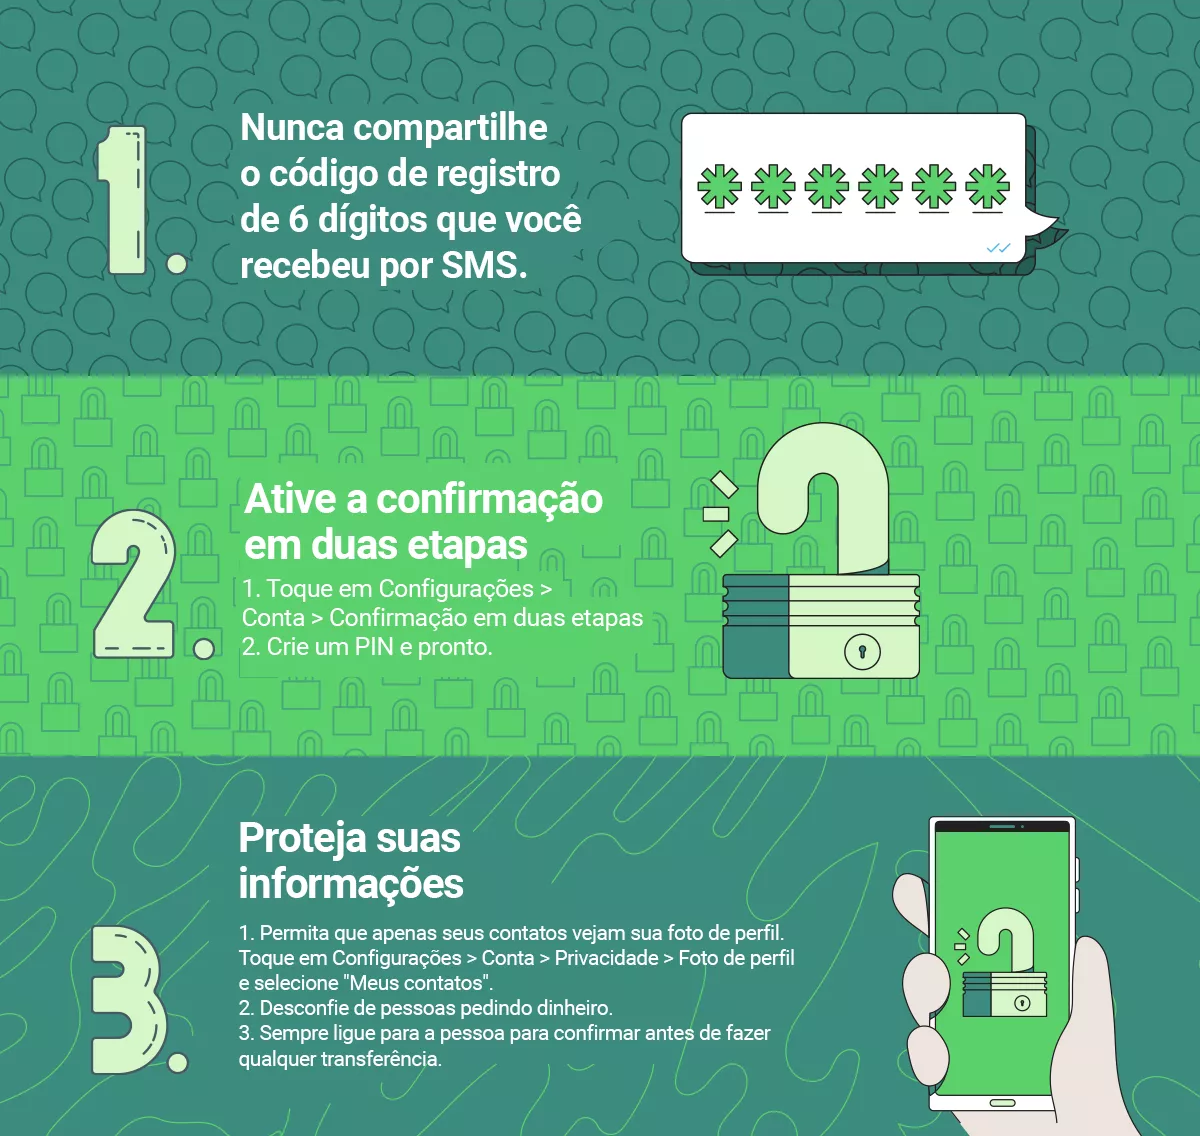 1.
Nunca compartilhe
o código de registro
de 6 dígitos que você
recebeu por SMS.
✱ ✱ ✱ ✱ ✱ ✱
2.
Ative a confirmação
em duas etapas
1. Toque em Configurações >
Conta > Confirmação em duas etapas
2. Crie um PIN e pronto.
3.
Proteja suas
informações
1. Permita que apenas seus contatos vejam sua foto de perfil.
Toque em Configurações > Conta > Privacidade > Foto de perfil
e selecione "Meus contatos".
2. Desconfie de pessoas pedindo dinheiro.
3. Sempre ligue para a pessoa para confirmar antes de fazer
qualquer transferência.